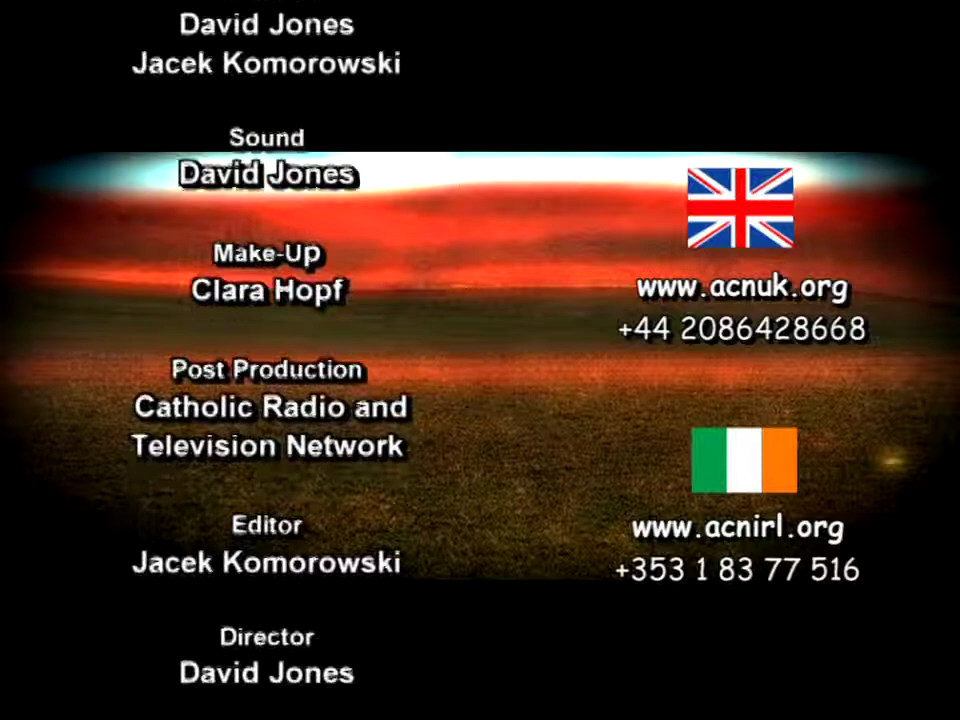 David Jones
Jacek Komorowski
Sound
David Jones
Make-Up
Clara Hopf
Post Production
Catholic Radio and
Television Network
Editor
Jacek Komorowski
Director
David Jones
www.acnuk.org
+44 2086428668
www.acnirl.org
+353 1 83 77 516